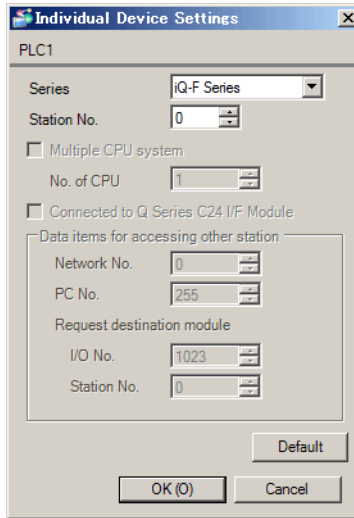 Individual Device Settings
PLC1
Series iQ-F Series
Station No. 0
Multiple CPU system
No. of CPU 1
Connected to Q Series C24 I/F Module
Data items for accessing other station
Network No. 0
PC No. 255
Request destination module
I/O No. 1023
Station No. 0
Default
OK (O) Cancel